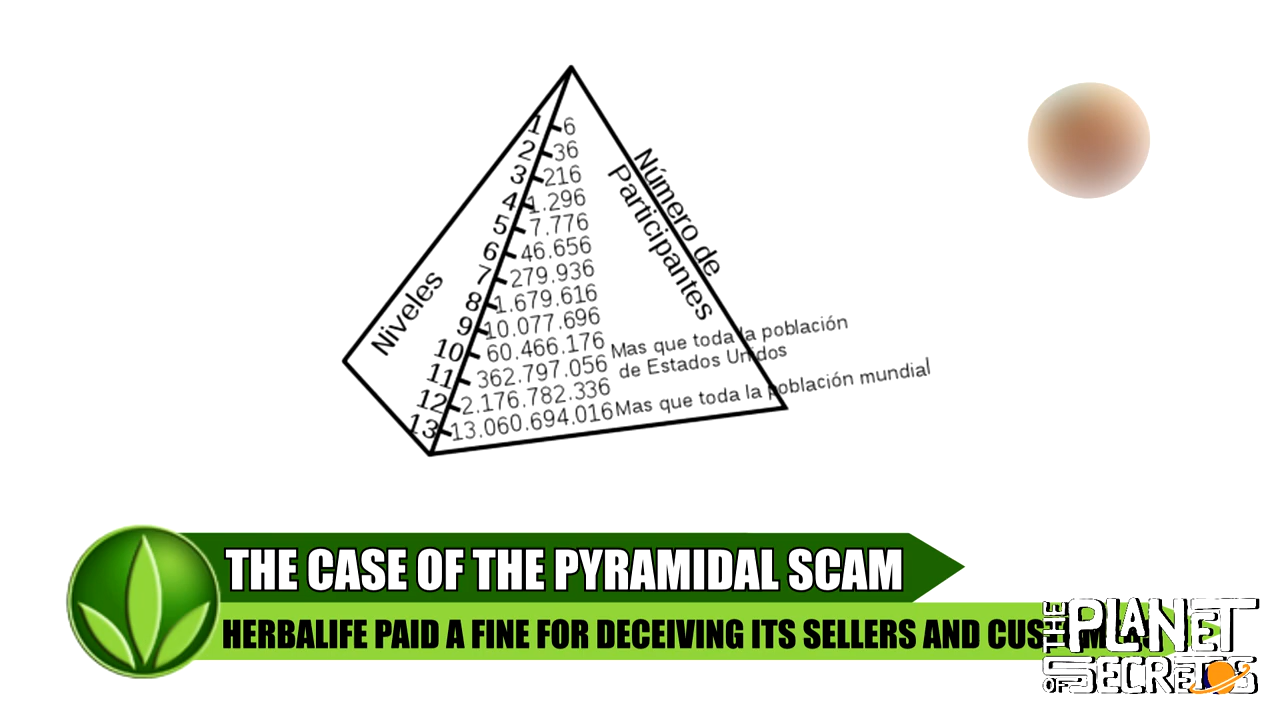 1 6
2 36
3 216
4 1.296
5 7.776
6 46.656
7 279.936
8 1.679.616
9 10.077.696
10 60.466.176
11 362.797.056
12 2.176.782.336
13 13.060.694.016
Niveles
Número de
Participantes
Mas que toda la población
de Estados Unidos
Mas que toda la población mundial
THE CASE OF THE PYRAMIDAL SCAM
HERBALIFE PAID A FINE FOR DECEIVING ITS SELLERS AND
THE PLANET
OF SECRETS